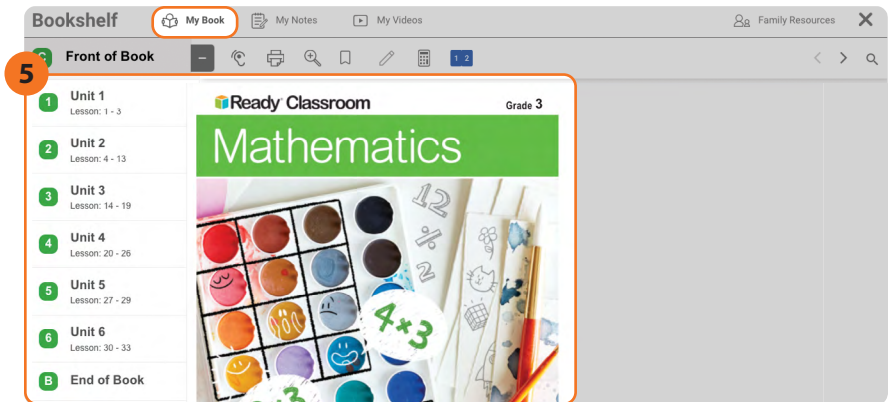 Bookshelf My Book My Notes My Videos Family Resources
Front of Book 1 2
5
1 Unit 1
Lesson: 1 - 3
2 Unit 2
Lesson: 4 - 13
3 Unit 3
Lesson: 14 - 19
4 Unit 4
Lesson: 20 - 26
5 Unit 5
Lesson: 27 - 29
6 Unit 6
Lesson: 30 - 33
B End of Book
Ready Classroom Grade 3
Mathematics
12
%
2
4×3